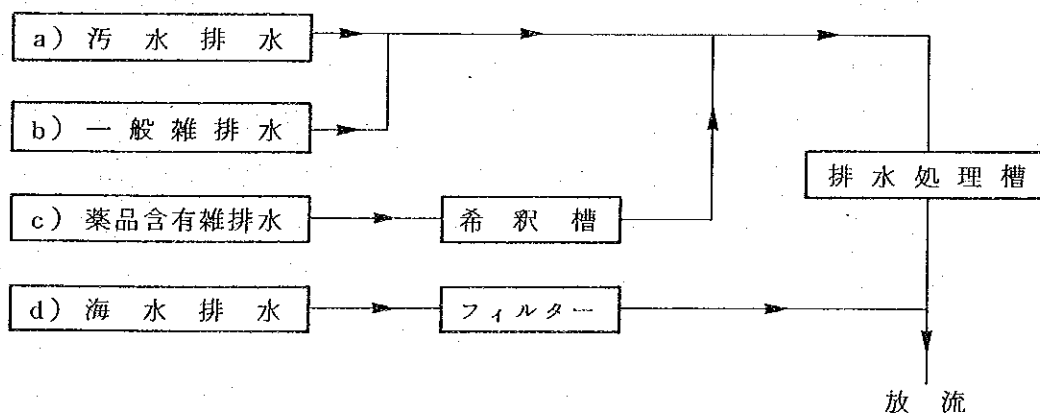 a) 汚水排水
b) 一般雑排水
排水処理槽
c) 薬品含有雑排水
希釈槽
d) 海水排水
フィルター
放流